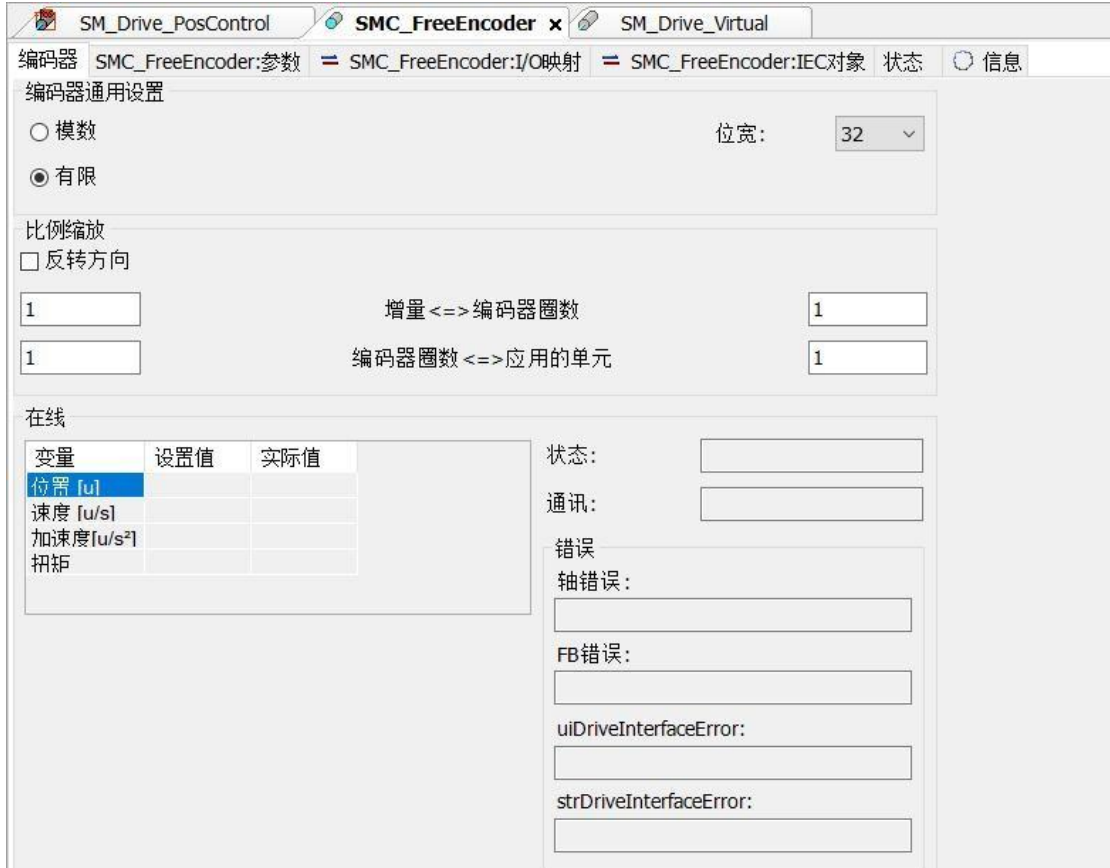 SM_Drive_PosControl SMC_FreeEncoder x SM_Drive_Virtual
编码器 SMC_FreeEncoder:参数 SMC_FreeEncoder:I/O映射 SMC_FreeEncoder:IEC对象 状态 信息
编码器通用设置
模数 位宽: 32
有限
比例缩放
反转方向
1 增量<=>编码器圈数 1
1 编码器圈数<=>应用的单元 1
在线
变量 设置值 实际值 状态:
位置 [u]
速度 [u/s] 通讯:
加速度[u/s²]
扭矩 错误
轴错误:
FB错误:
uiDriveInterfaceError:
strDriveInterfaceError: